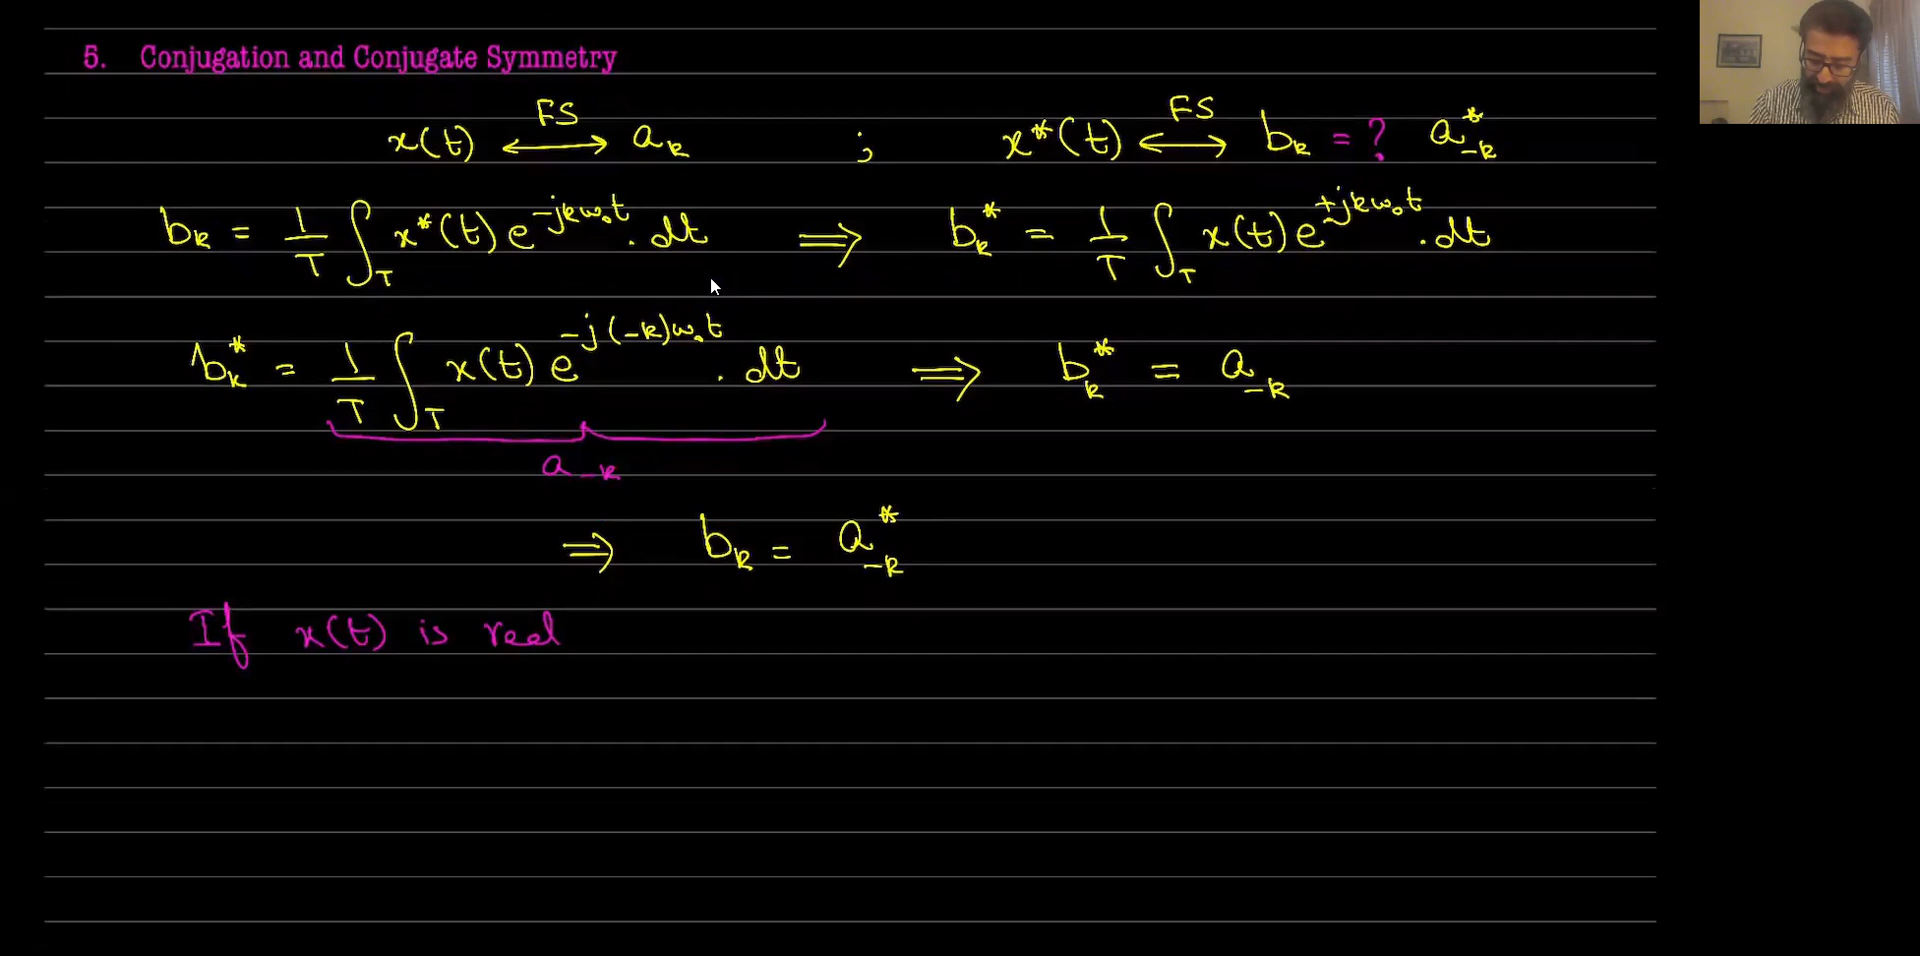 5. Conjugation and Conjugate Symmetry
x(t) ⟷ FS a_k ; x*(t) ⟷ FS b_k = ? a*_{-k}
b_k = 1/T ∫_T x*(t) e^{-jkω₀t} . dt ⟹ b*_k = 1/T ∫_T x(t) e^{+jkω₀t} . dt
b*_k = 1/T ∫_T x(t) e^{-j(-k)ω₀t} . dt ⟹ b*_k = a_{-k}
a_{-k}
⟹ b_k = a*_{-k}
If x(t) is real